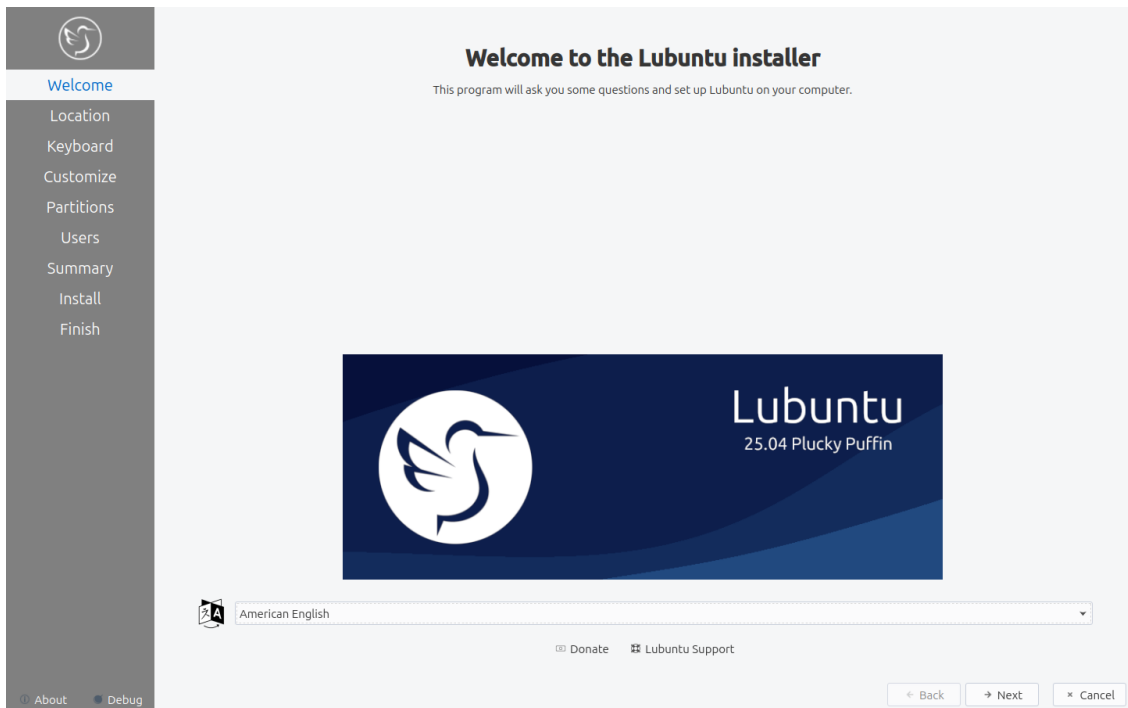 Welcome
Location
Keyboard
Customize
Partitions
Users
Summary
Install
Finish
About
Debug
Welcome to the Lubuntu installer
This program will ask you some questions and set up Lubuntu on your computer.
Lubuntu
25.04 Plucky Puffin
American English
Donate
Lubuntu Support
Back
Next
Cancel